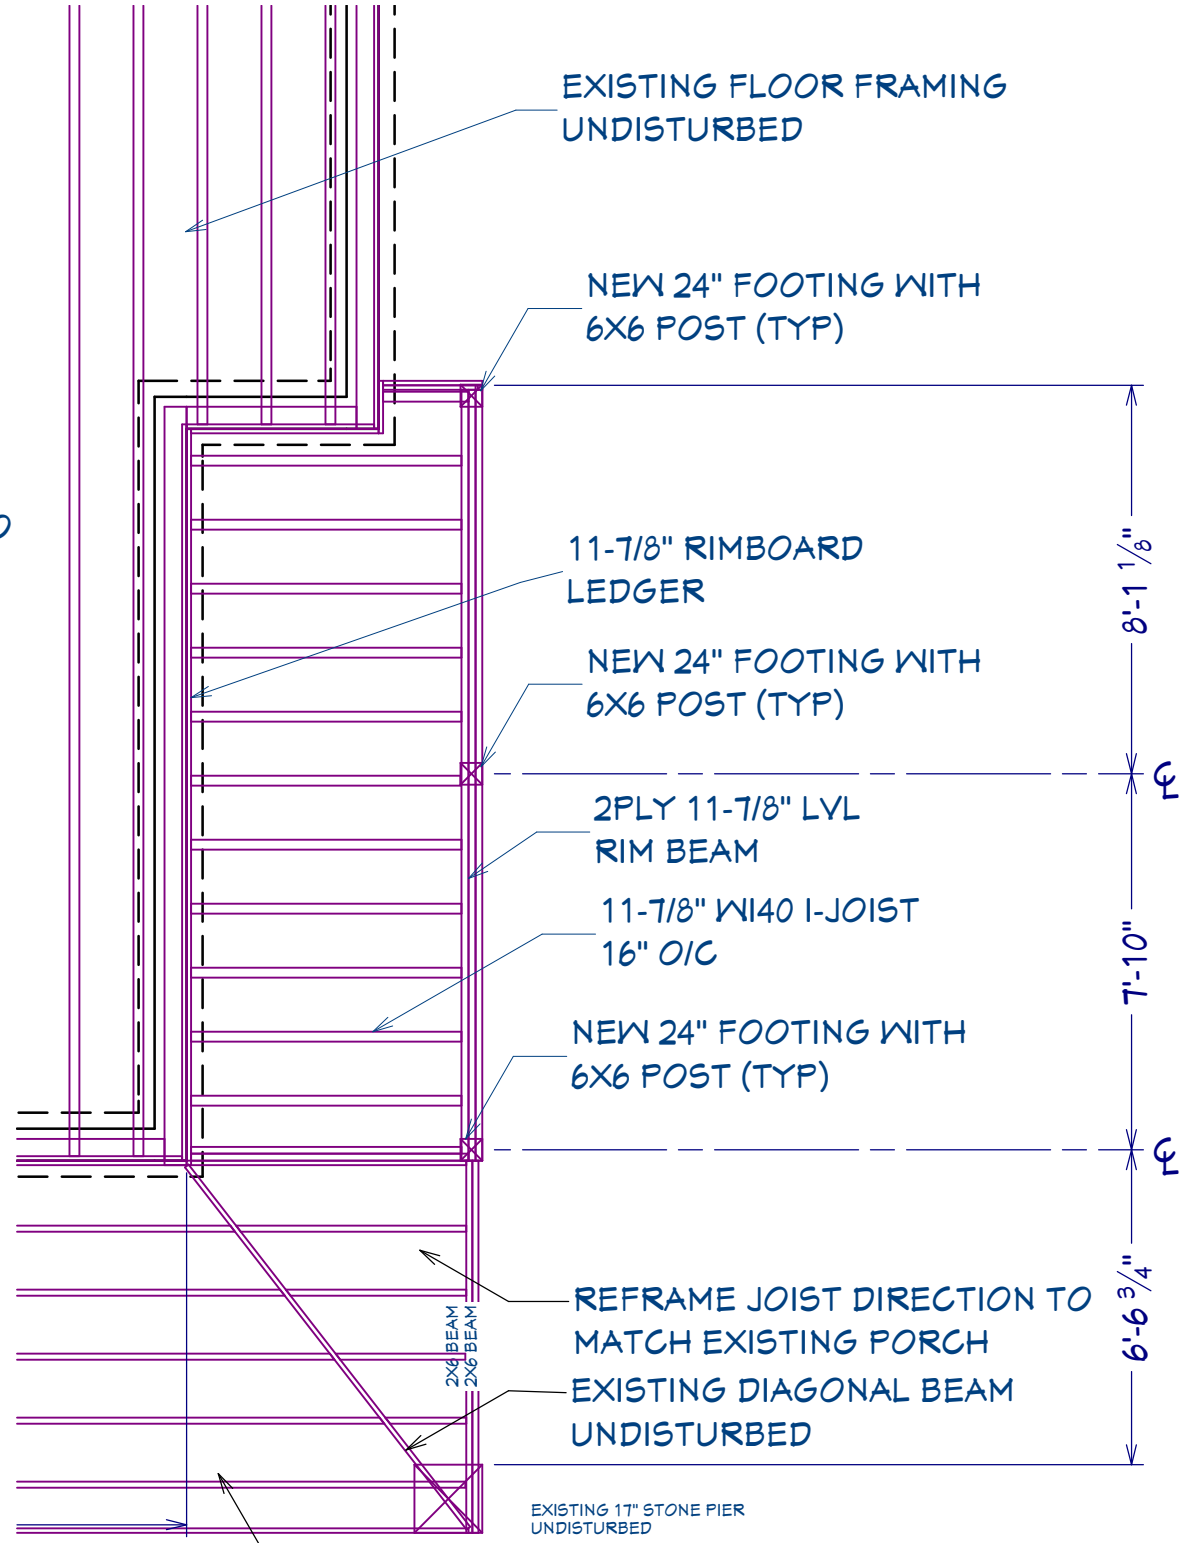 EXISTING FLOOR FRAMING
UNDISTURBED
NEW 24" FOOTING WITH
6X6 POST (TYP)
11-7/8" RIMBOARD
LEDGER
8'-1 1/8"
NEW 24" FOOTING WITH
6X6 POST (TYP)
2PLY 11-7/8" LVL
RIM BEAM
11-7/8" WI40 I-JOIST
16" O/C
7'-10"
NEW 24" FOOTING WITH
6X6 POST (TYP)
REFRAME JOIST DIRECTION TO
MATCH EXISTING PORCH
6'-6 3/4"
2X6 BEAM
2X6 BEAM
EXISTING DIAGONAL BEAM
UNDISTURBED
EXISTING 17" STONE PIER
UNDISTURBED